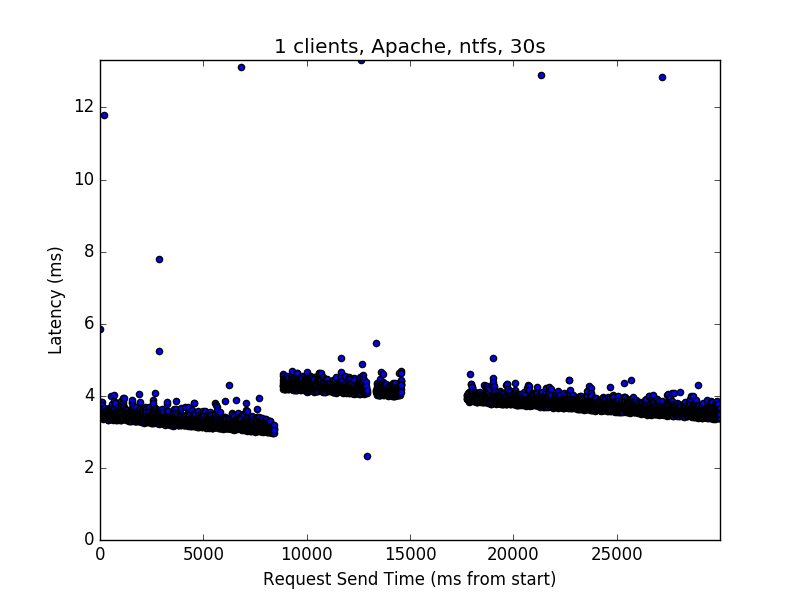 1 clients, Apache, ntfs, 30s
Latency (ms)
12
10
8
6
4
2
0
0 5000 10000 15000 20000 25000
Request Send Time (ms from start)